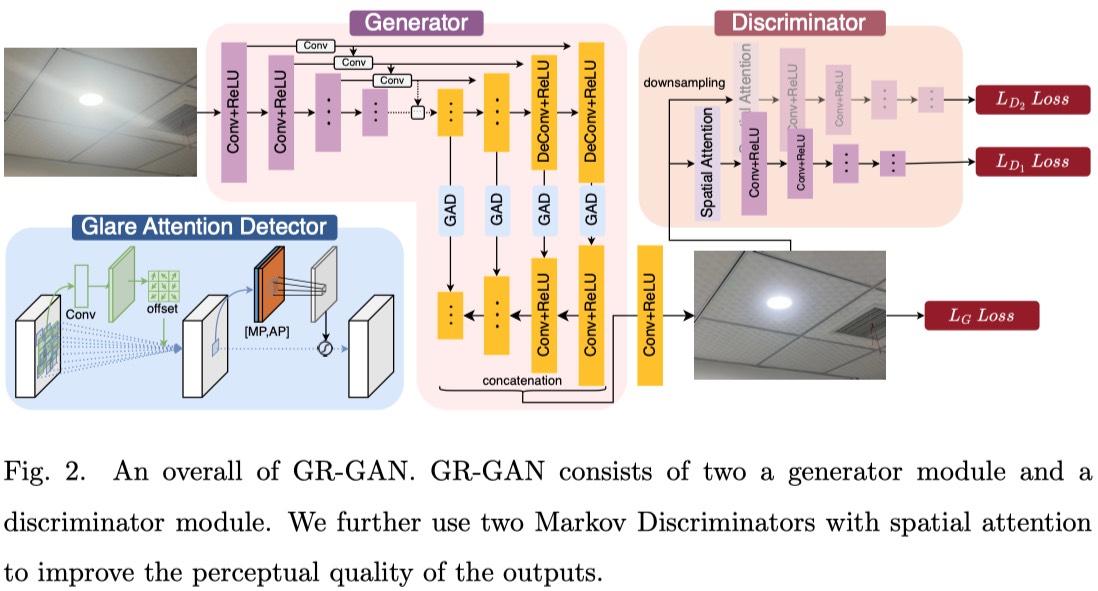 Generator
Discriminator
Conv
Conv
Conv
Conv+ReLU
Conv+ReLU
DeConv+ReLU
DeConv+ReLU
downsampling
Attention
Conv+ReLU
Conv+ReLU
L_{D_2} Loss
Spatial Attention
Conv+ReLU
Conv+ReLU
L_{D_1} Loss
GAD
GAD
GAD
GAD
Glare Attention Detector
Conv
offset
[MP,AP]
Conv+ReLU
Conv+ReLU
Conv+ReLU
L_G Loss
concatenation
Fig. 2. An overall of GR-GAN. GR-GAN consists of two a generator module and a
discriminator module. We further use two Markov Discriminators with spatial attention
to improve the perceptual quality of the outputs.